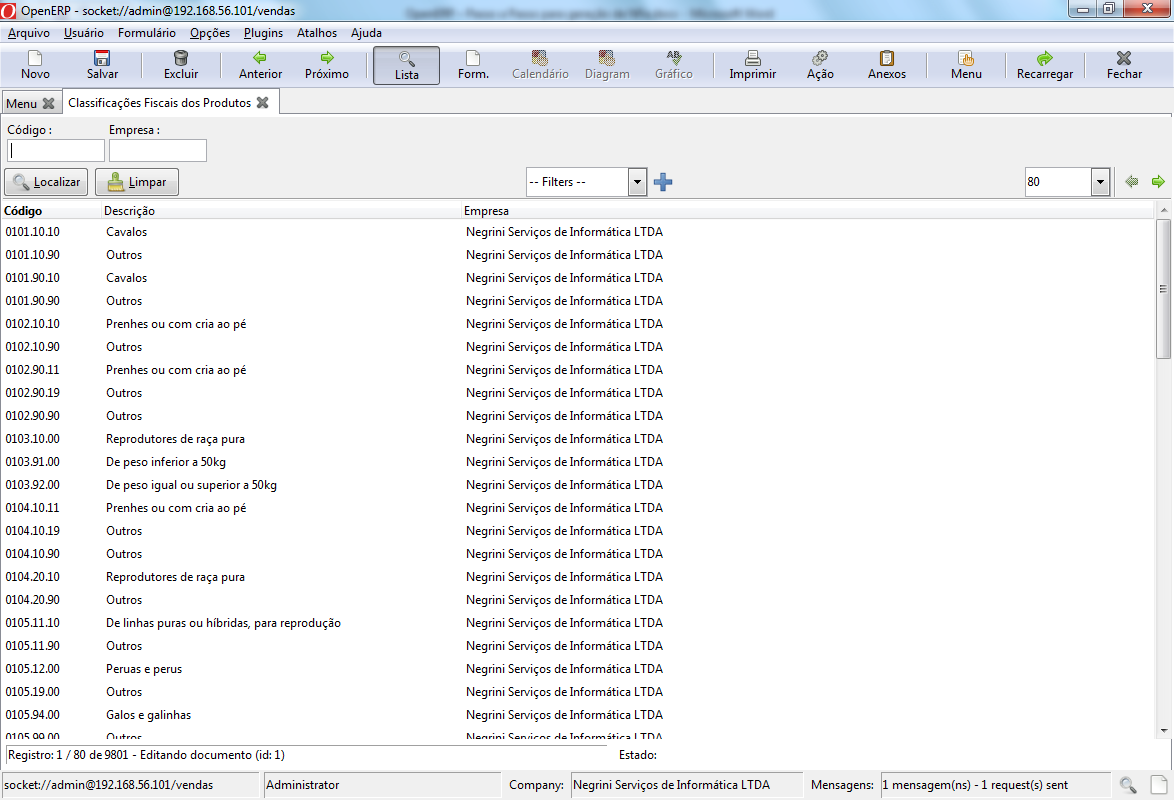 OpenERP - socket://admin@192.168.56.101/vendas
Arquivo Usuário Formulário Opções Plugins Atalhos Ajuda
Novo Salvar Excluir Anterior Próximo Lista Form. Calendário Diagram Gráfico Imprimir Ação Anexos Menu Recarregar Fechar
Menu Classificações Fiscais dos Produtos
Código : Empresa :
Localizar Limpar -- Filters -- 80
Código Descrição Empresa
0101.10.10 Cavalos Negrini Serviços de Informática LTDA
0101.10.90 Outros Negrini Serviços de Informática LTDA
0101.90.10 Cavalos Negrini Serviços de Informática LTDA
0101.90.90 Outros Negrini Serviços de Informática LTDA
0102.10.10 Prenhes ou com cria ao pé Negrini Serviços de Informática LTDA
0102.10.90 Outros Negrini Serviços de Informática LTDA
0102.90.11 Prenhes ou com cria ao pé Negrini Serviços de Informática LTDA
0102.90.19 Outros Negrini Serviços de Informática LTDA
0102.90.90 Outros Negrini Serviços de Informática LTDA
0103.10.00 Reprodutores de raça pura Negrini Serviços de Informática LTDA
0103.91.00 De peso inferior a 50kg Negrini Serviços de Informática LTDA
0103.92.00 De peso igual ou superior a 50kg Negrini Serviços de Informática LTDA
0104.10.11 Prenhes ou com cria ao pé Negrini Serviços de Informática LTDA
0104.10.19 Outros Negrini Serviços de Informática LTDA
0104.10.90 Outros Negrini Serviços de Informática LTDA
0104.20.10 Reprodutores de raça pura Negrini Serviços de Informática LTDA
0104.20.90 Outros Negrini Serviços de Informática LTDA
0105.11.10 De linhas puras ou híbridas, para reprodução Negrini Serviços de Informática LTDA
0105.11.90 Outros Negrini Serviços de Informática LTDA
0105.12.00 Peruas e perus Negrini Serviços de Informática LTDA
0105.19.00 Outros Negrini Serviços de Informática LTDA
0105.94.00 Galos e galinhas Negrini Serviços de Informática LTDA
0105.99.00 Outros Negrini Serviços de Informática LTDA
Registro: 1 / 80 de 9801 - Editando documento (id: 1) Estado:
socket://admin@192.168.56.101/vendas Administrator Company: Negrini Serviços de Informática LTDA Mensagens: 1 mensagem(ns) - 1 request(s) sent